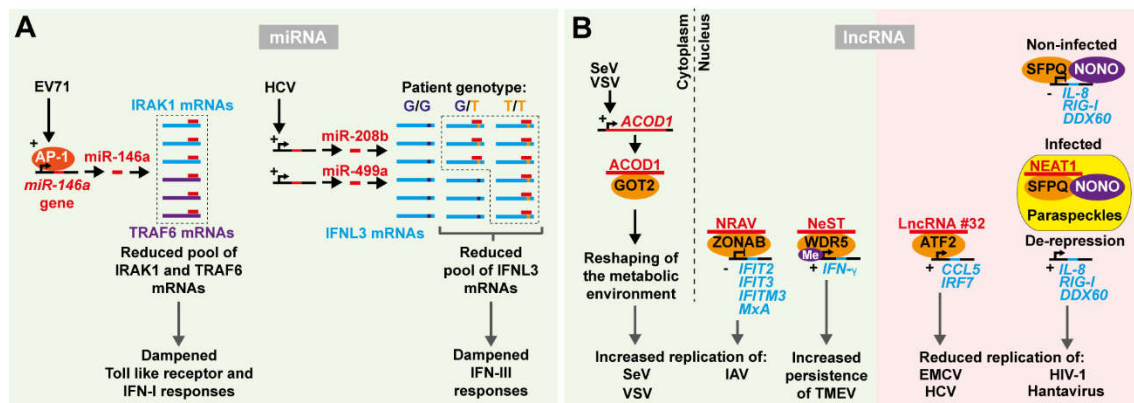 A
miRNA
EV71
IRAK1 mRNAs
+
AP-1
miR-146a
miR-146a
gene
TRAF6 mRNAs
Reduced pool of
IRAK1 and TRAF6
mRNAs
Dampened
Toll like receptor and
IFN-I responses
HCV
Patient genotype:
G/G G/T T/T
+
miR-208b
+
miR-499a
IFNL3 mRNAs
Reduced
pool of IFNL3
mRNAs
Dampened
IFN-III
responses
B
Cytoplasm
Nucleus
lncRNA
SeV
VSV
+
ACOD1
ACOD1
GOT2
Reshaping of
the metabolic
environment
NRAV
ZONAB
-
IFIT2
IFIT3
IFITM3
MxA
NeST
WDR5
Me
+
IFN-γ
Increased replication of:
SeV
VSV
IAV
Increased
persistence
of TMEV
LncRNA #32
ATF2
+
CCL5
IRF7
Non-infected
SFPQ
NONO
-
IL-8
RIG-I
DDX60
Infected
NEAT1
SFPQ
NONO
Paraspeckles
De-repression
+
IL-8
RIG-I
DDX60
Reduced replication of:
EMCV
HCV
HIV-1
Hantavirus